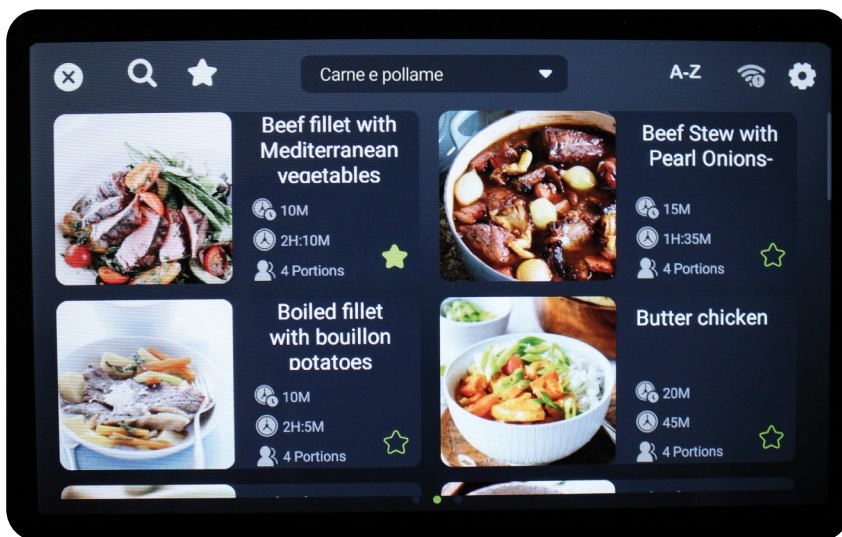 Carne e pollame
A-Z
Beef fillet with
Mediterranean
vegetables
10M
2H:10M
4 Portions
Beef Stew with
Pearl Onions-
15M
1H:35M
4 Portions
Boiled fillet
with bouillon
potatoes
10M
2H:5M
4 Portions
Butter chicken
20M
45M
4 Portions